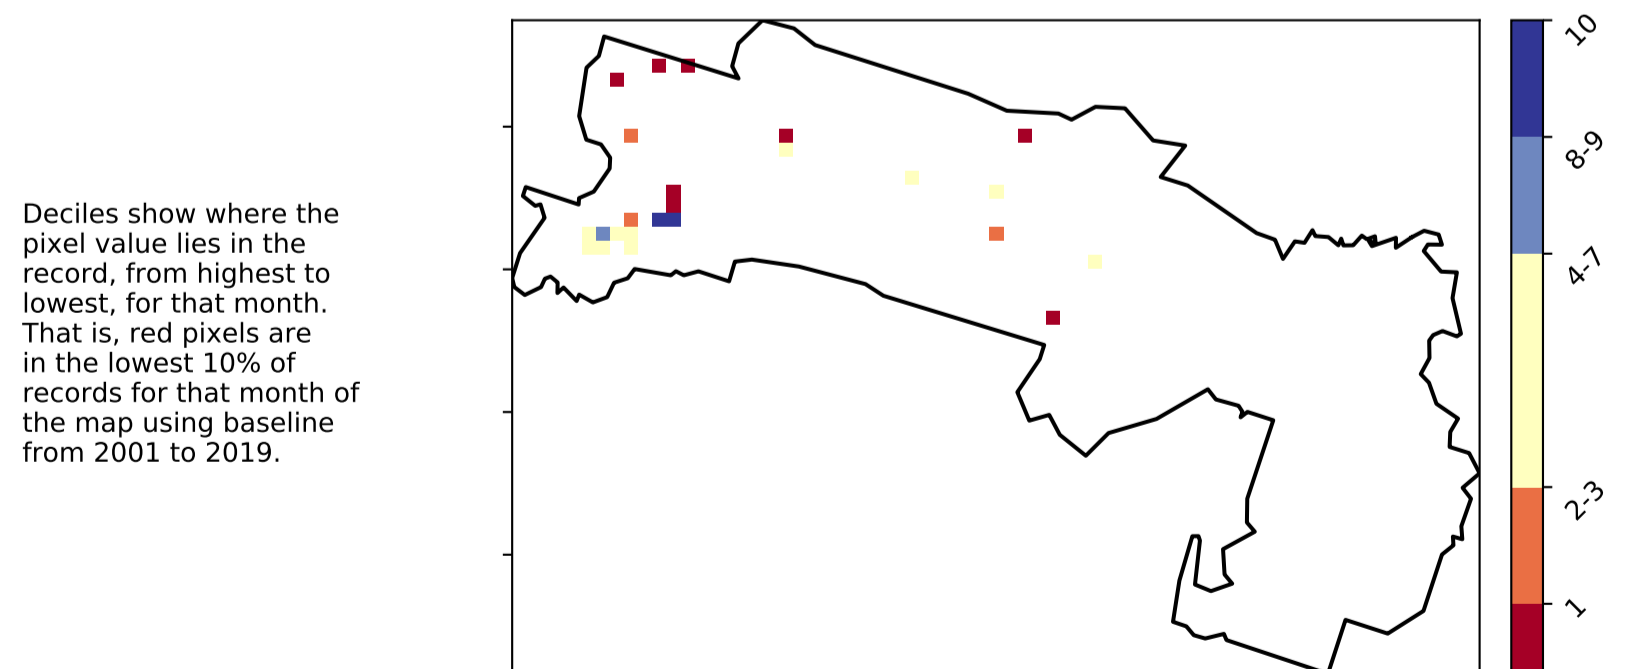 Deciles show where the
pixel value lies in the
record, from highest to
lowest, for that month.
That is, red pixels are
in the lowest 10% of
records for that month of
the map using baseline
from 2001 to 2019.
10
8-9
4-7
2-3
1